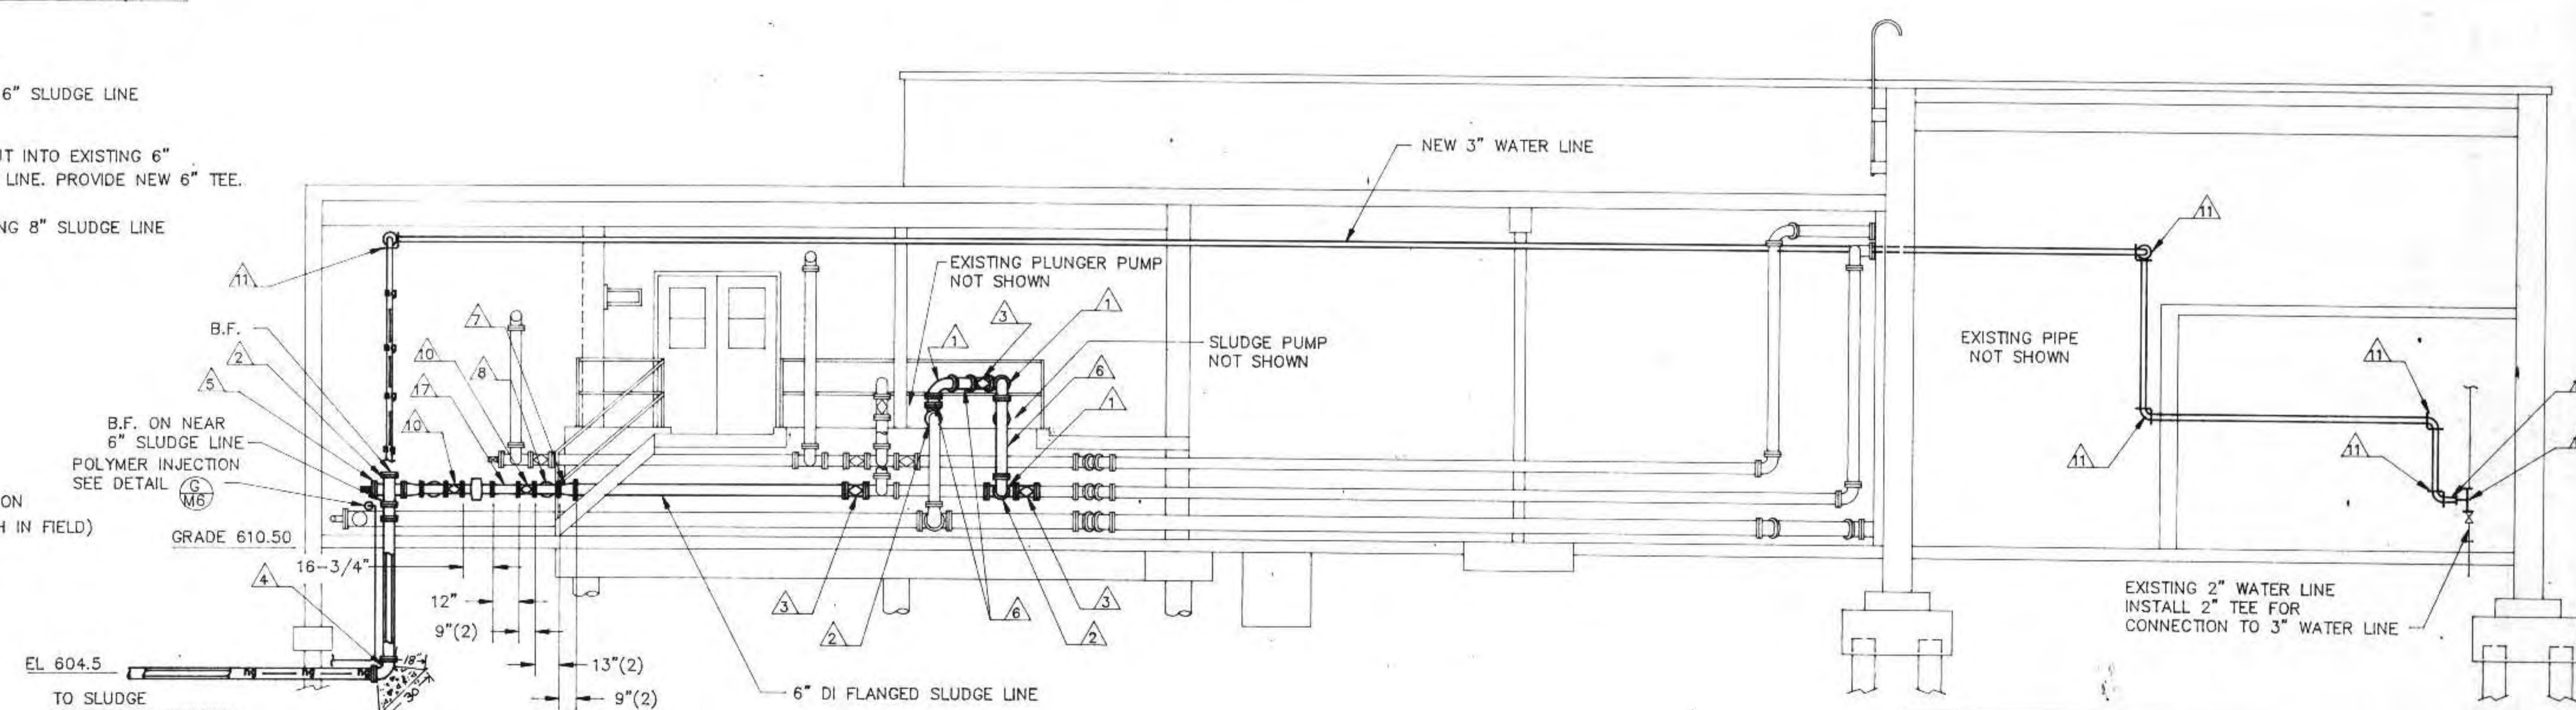 6" SLUDGE LINE
INTO EXISTING 6"
LINE. PROVIDE NEW 6" TEE.
8" SLUDGE LINE
NEW 3" WATER LINE
11
11
EXISTING PLUNGER PUMP
NOT SHOWN
B.F.
7
3
1
2
10
1
SLUDGE PUMP
NOT SHOWN
EXISTING PIPE
NOT SHOWN
11
5
8
6
17
1
B.F. ON NEAR
6" SLUDGE LINE
10
POLYMER INJECTION
SEE DETAIL G
M6
11
11
IN FIELD)
GRADE 610.50
16-3/4"
4
12"
3
6
3
9"(2)
2
2
EXISTING 2" WATER LINE
INSTALL 2" TEE FOR
CONNECTION TO 3" WATER LINE
EL 604.5
18"
13"(2)
30"
TO SLUDGE
9"(2)
6" DI FLANGED SLUDGE LINE